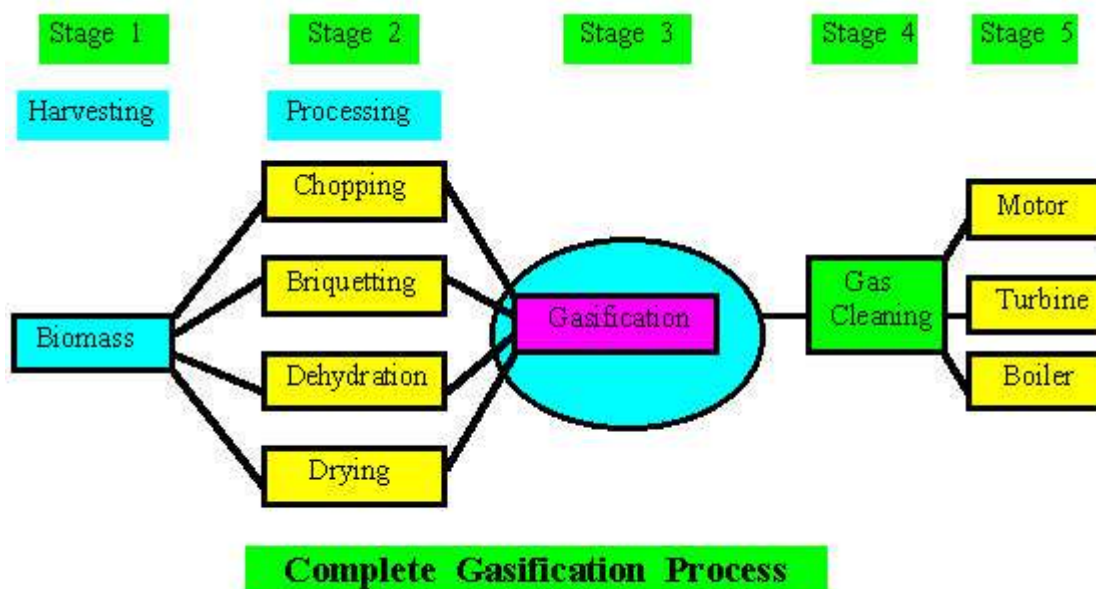 Stage 1
Stage 2
Stage 3
Stage 4
Stage 5
Harvesting
Processing
Chopping
Briquetting
Dehydration
Drying
Biomass
Gasification
Gas
Cleaning
Motor
Turbine
Boiler
Complete Gasification Process